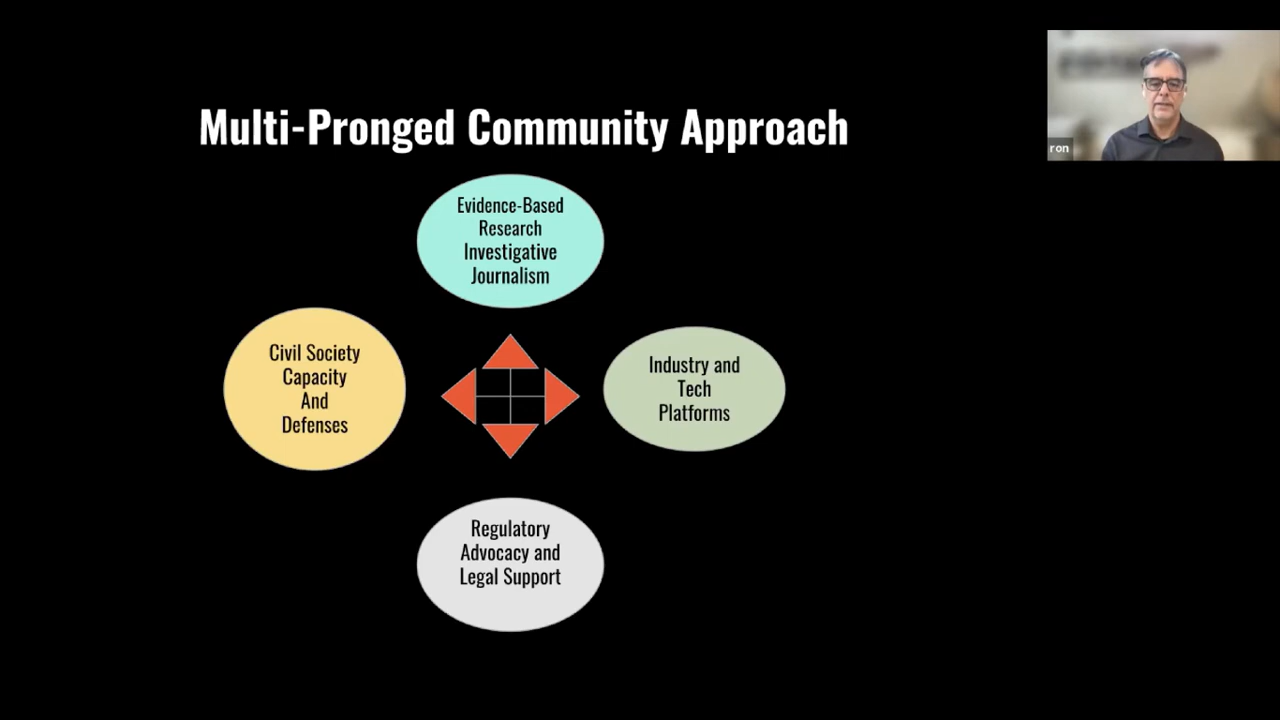 Multi-Pronged Community Approach
Evidence-Based
Research
Investigative
Journalism
Civil Society
Capacity
And
Defenses
Industry and
Tech
Platforms
Regulatory
Advocacy and
Legal Support
ron